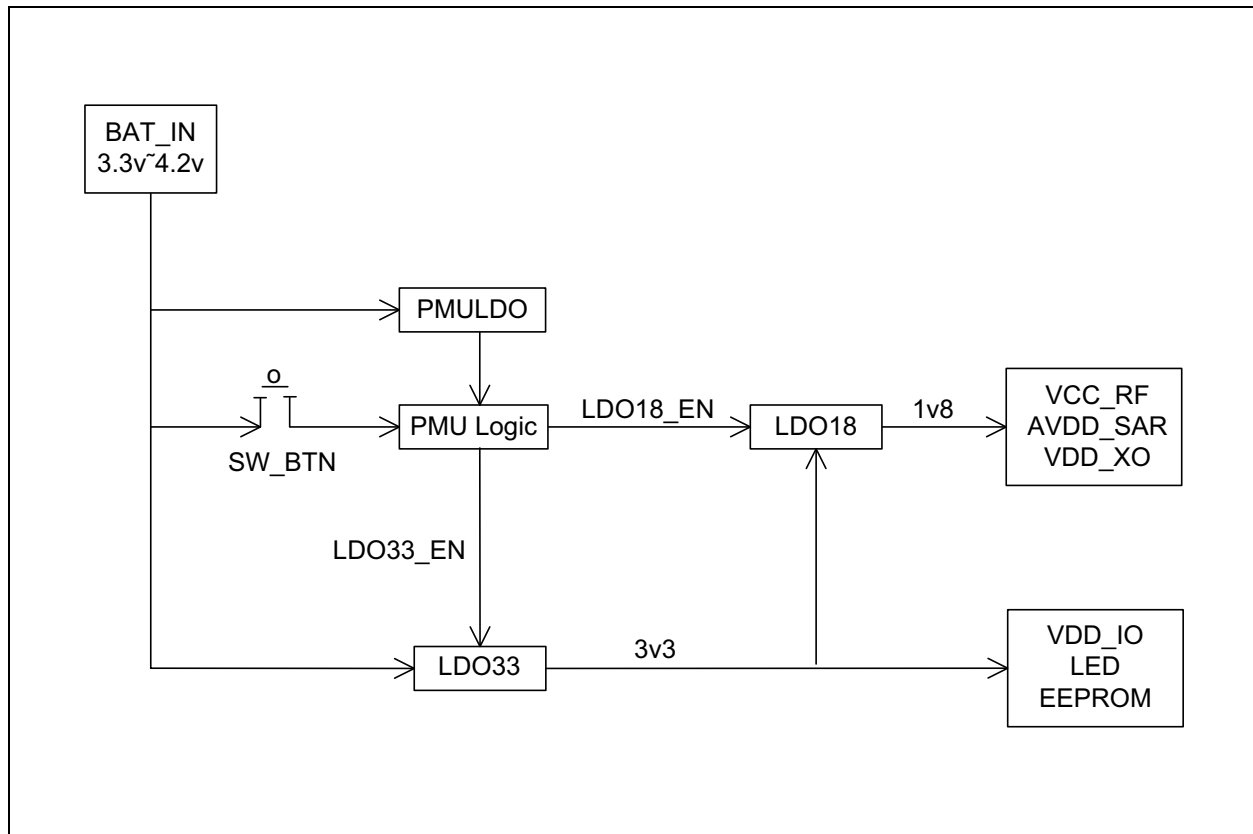 BAT_IN
3.3v~4.2v
PMULDO
o
SW_BTN
PMU Logic
LDO18_EN
LDO18
1v8
VCC_RF
AVDD_SAR
VDD_XO
LDO33_EN
LDO33
3v3
VDD_IO
LED
EEPROM